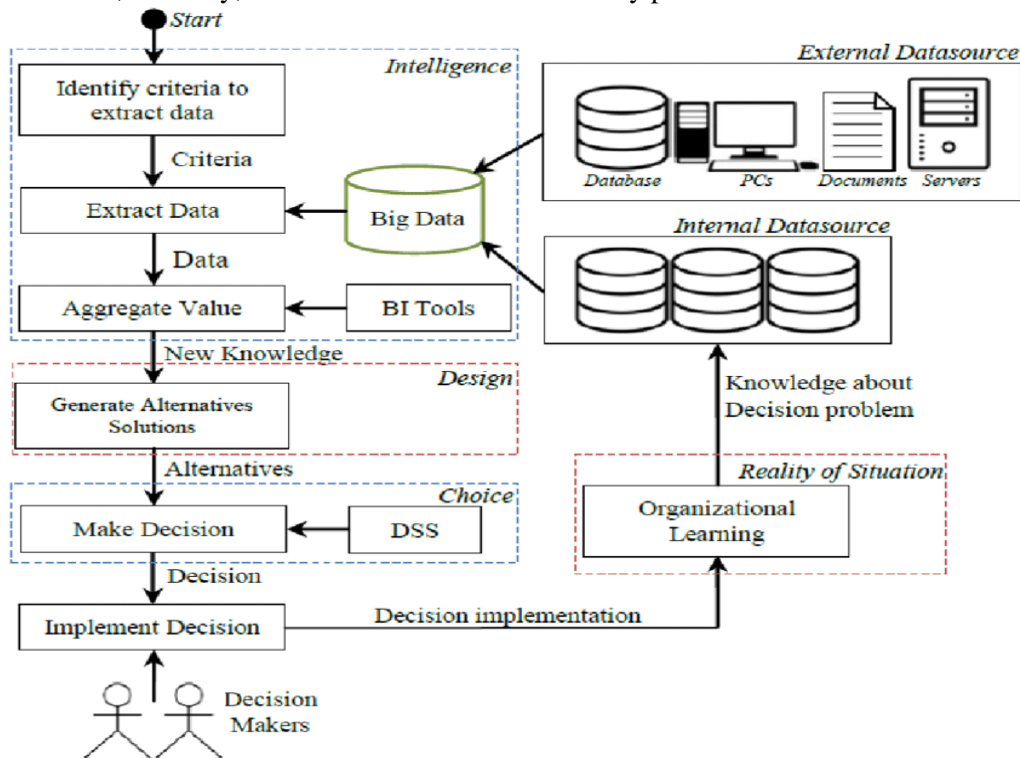 Start
Intelligence
Identify criteria to
extract data
Criteria
Extract Data
Big Data
Data
Aggregate Value
BI Tools
New Knowledge
External Datasource
Database
PCs
Documents
Servers
Internal Datasource
Design
Generate Alternatives
Solutions
Alternatives
Choice
Make Decision
DSS
Decision
Implement Decision
Decision implementation
Decision
Makers
Knowledge about
Decision problem
Reality of Situation
Organizational
Learning